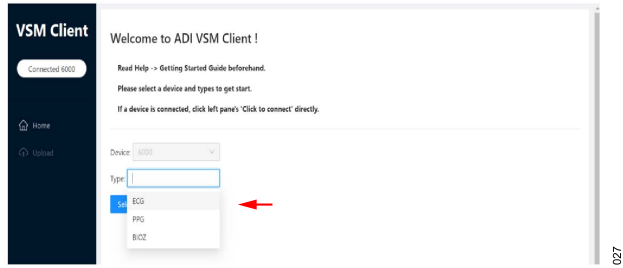 VSM Client
Connected 6000
Home
Upload
Welcome to ADI VSM Client !
Read Help -> Getting Started Guide beforehand.
Please select a device and types to get start.
If a device is connected, click left pane's 'Click to connect' directly.
Device: 6000
Type:
Sel
ECG
PPG
BIOZ
027